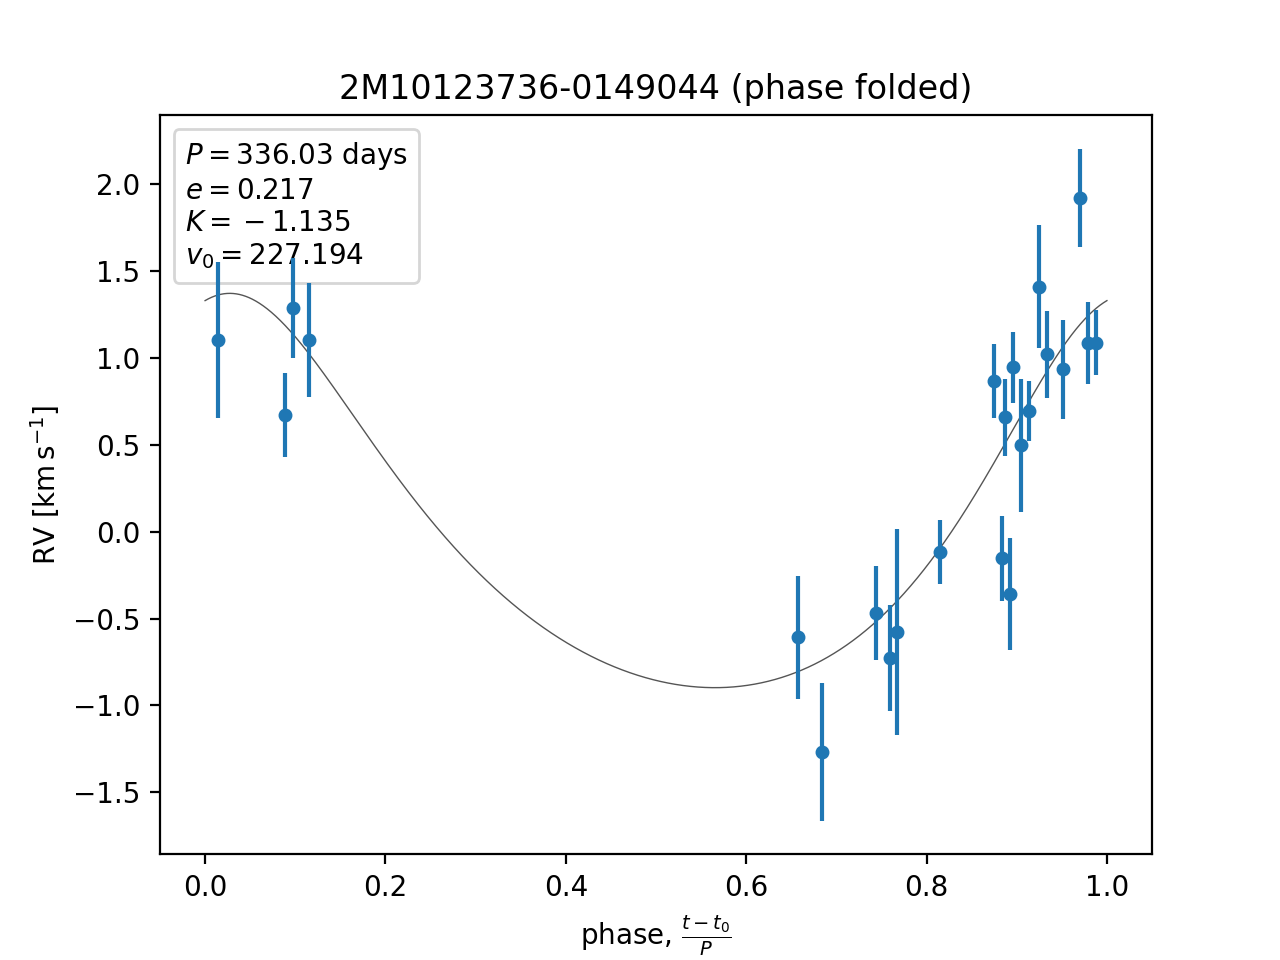 2M10123736-0149044 (phase folded)
P = 336.03 days
e = 0.217
K = −1.135
v₀ = 227.194
RV [km s⁻¹]
2.0
1.5
1.0
0.5
0.0
−0.5
−1.0
−1.5
0.0 0.2 0.4 0.6 0.8 1.0
phase, (t − t₀)/P